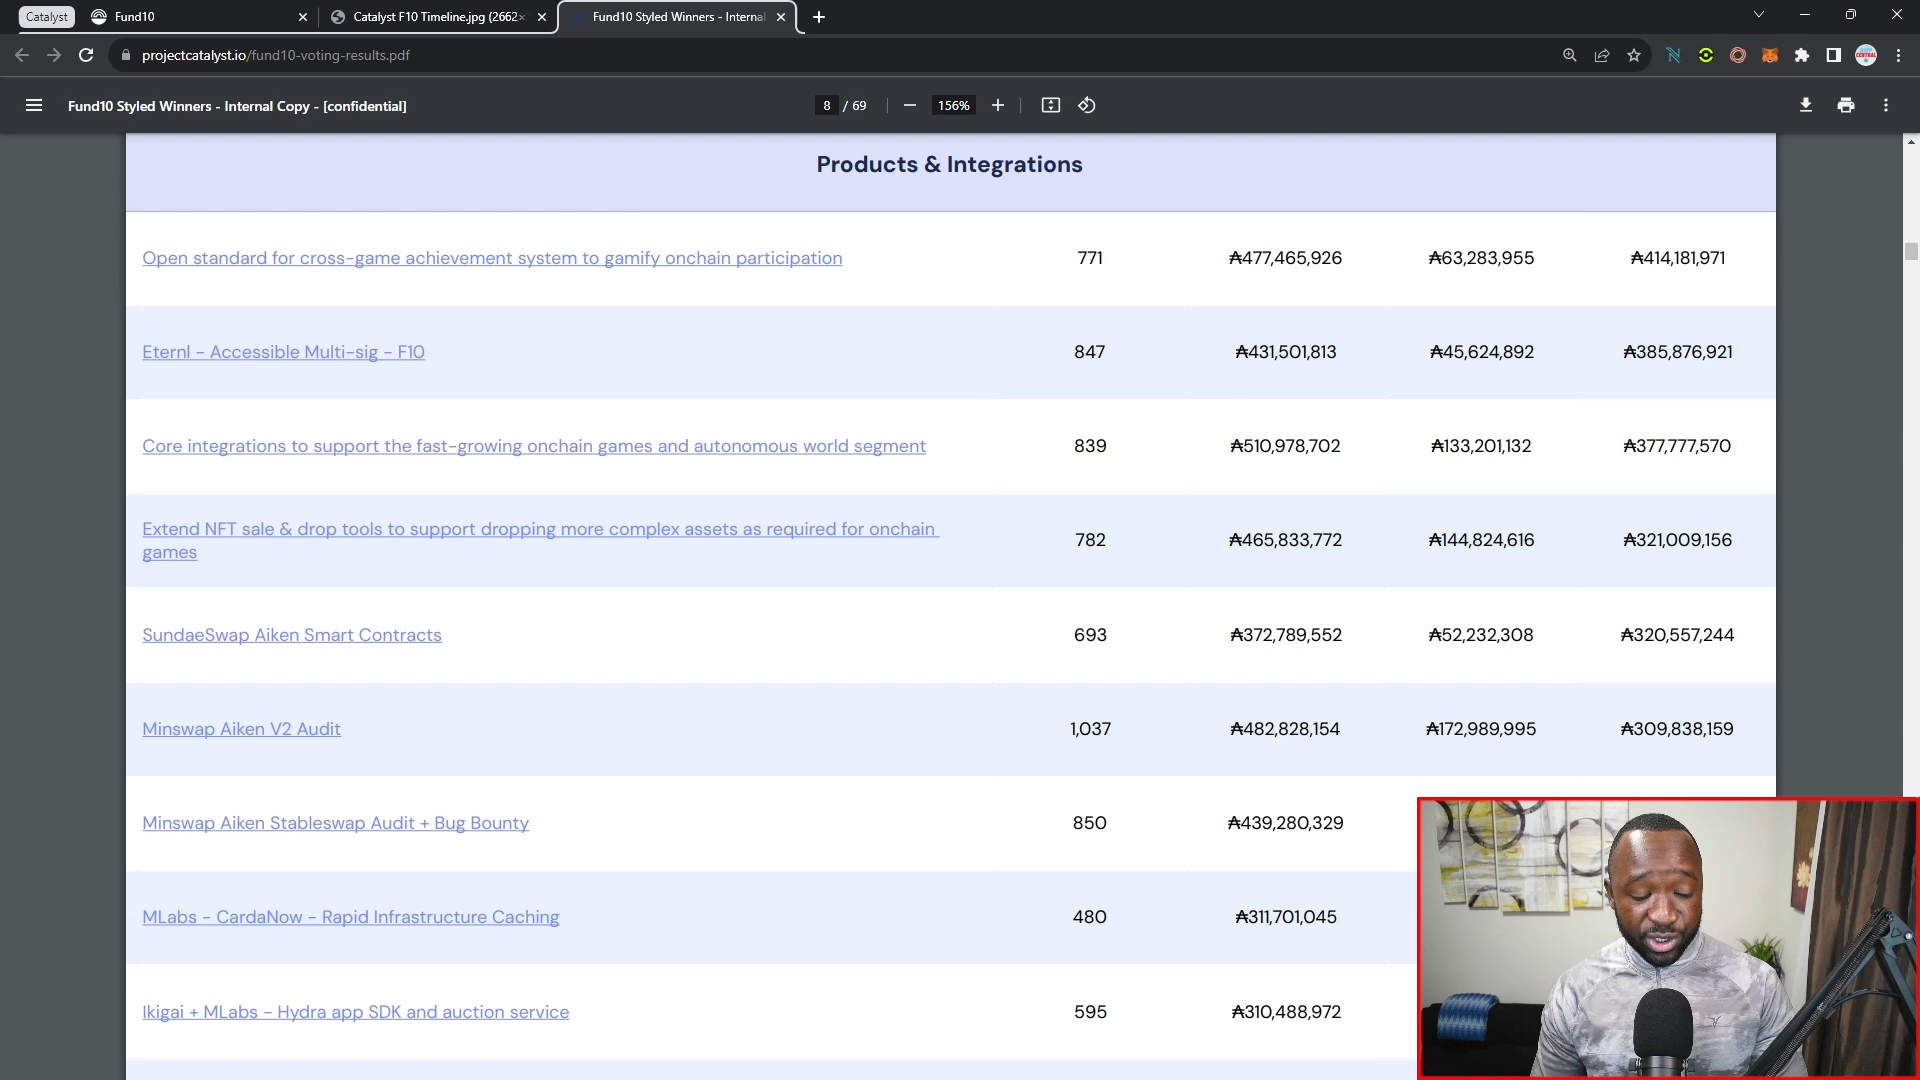 Catalyst
Fund10
Catalyst F10 Timeline.jpg (2662×
Fund10 Styled Winners - Internal
projectcatalyst.io/fund10-voting-results.pdf
Fund10 Styled Winners - Internal Copy - [confidential]
8 / 69
156%
Products & Integrations
Open standard for cross-game achievement system to gamify onchain participation 771 ₳477,465,926 ₳63,283,955 ₳414,181,971
Eternl - Accessible Multi-sig - F10 847 ₳431,501,813 ₳45,624,892 ₳385,876,921
Core integrations to support the fast-growing onchain games and autonomous world segment 839 ₳510,978,702 ₳133,201,132 ₳377,777,570
Extend NFT sale & drop tools to support dropping more complex assets as required for onchain
games 782 ₳465,833,772 ₳144,824,616 ₳321,009,156
SundaeSwap Aiken Smart Contracts 693 ₳372,789,552 ₳52,232,308 ₳320,557,244
Minswap Aiken V2 Audit 1,037 ₳482,828,154 ₳172,989,995 ₳309,838,159
Minswap Aiken Stableswap Audit + Bug Bounty 850 ₳439,280,329
MLabs - CardaNow - Rapid Infrastructure Caching 480 ₳311,701,045
Ikigai + MLabs - Hydra app SDK and auction service 595 ₳310,488,972